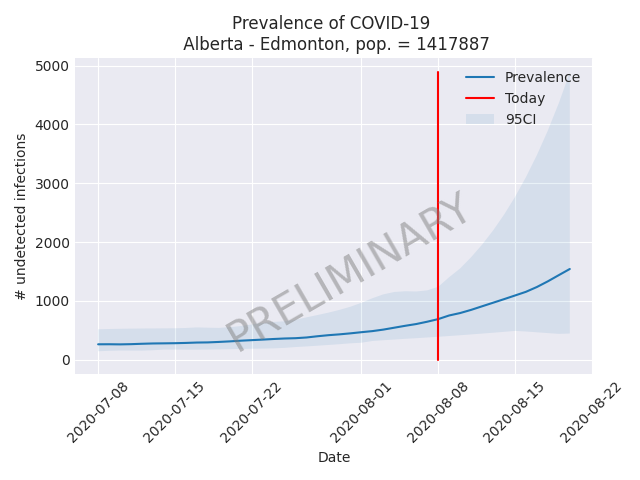 Prevalence of COVID-19
Alberta - Edmonton, pop. = 1417887
5000
4000
3000
2000
1000
0
# undetected infections
Prevalence
Today
95CI
PRELIMINARY
2020-07-08
2020-07-15
2020-07-22
2020-08-01
2020-08-08
2020-08-15
2020-08-22
Date